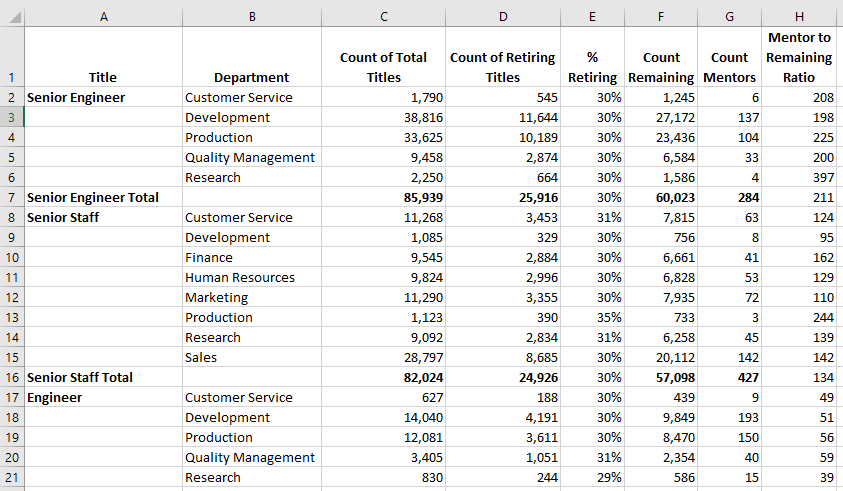 A B C D E F G H
1 Title Department Count of Total Titles Count of Retiring Titles % Retiring Count Remaining Count Mentors Mentor to Remaining Ratio
2 Senior Engineer Customer Service 1,790 545 30% 1,245 6 208
3 Development 38,816 11,644 30% 27,172 137 198
4 Production 33,625 10,189 30% 23,436 104 225
5 Quality Management 9,458 2,874 30% 6,584 33 200
6 Research 2,250 664 30% 1,586 4 397
7 Senior Engineer Total 85,939 25,916 30% 60,023 284 211
8 Senior Staff Customer Service 11,268 3,453 31% 7,815 63 124
9 Development 1,085 329 30% 756 8 95
10 Finance 9,545 2,884 30% 6,661 41 162
11 Human Resources 9,824 2,996 30% 6,828 53 129
12 Marketing 11,290 3,355 30% 7,935 72 110
13 Production 1,123 390 35% 733 3 244
14 Research 9,092 2,834 31% 6,258 45 139
15 Sales 28,797 8,685 30% 20,112 142 142
16 Senior Staff Total 82,024 24,926 30% 57,098 427 134
17 Engineer Customer Service 627 188 30% 439 9 49
18 Development 14,040 4,191 30% 9,849 193 51
19 Production 12,081 3,611 30% 8,470 150 56
20 Quality Management 3,405 1,051 31% 2,354 40 59
21 Research 830 244 29% 586 15 39